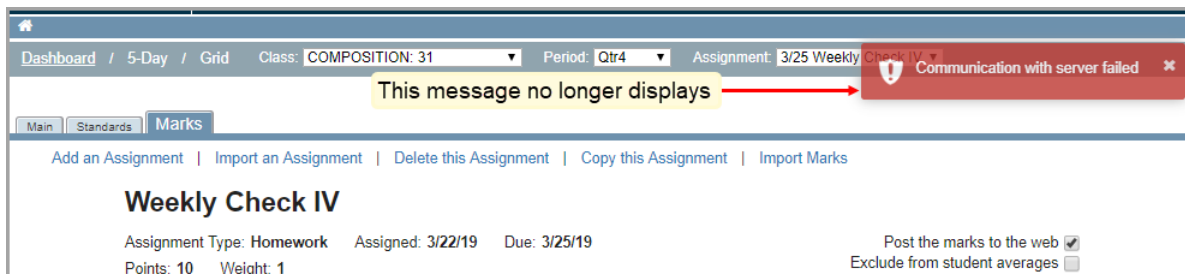 Dashboard / 5-Day / Grid Class: COMPOSITION: 31 Period: Qtr4 Assignment: 3/25 Weekly Check IV
Communication with server failed
This message no longer displays
Main Standards Marks
Add an Assignment | Import an Assignment | Delete this Assignment | Copy this Assignment | Import Marks
Weekly Check IV
Assignment Type: Homework Assigned: 3/22/19 Due: 3/25/19 Post the marks to the web
Points: 10 Weight: 1 Exclude from student averages